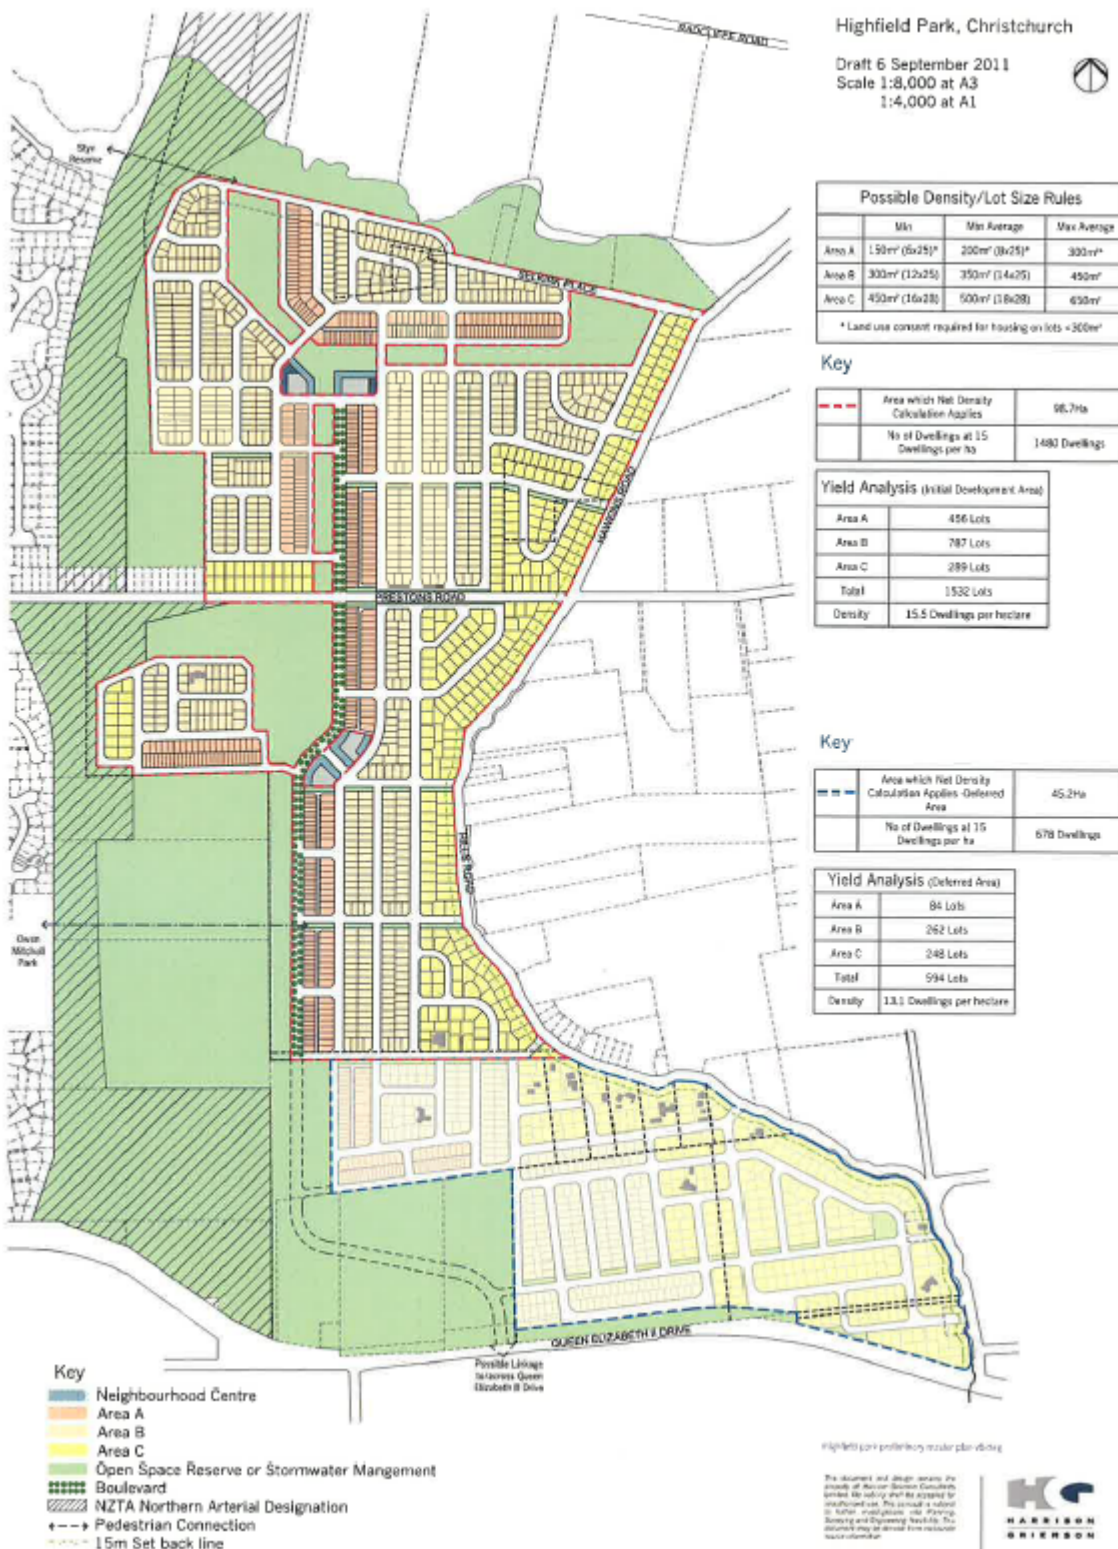 RADCLIFFE ROAD
Highfield Park, Christchurch
Draft 6 September 2011
Scale 1:8,000 at A3
1:4,000 at A1
Styx
Reserve
SELKIRK PLACE
HAWKINS ROAD
PRESTONS ROAD
HILLS ROAD
Owen
Mitchell
Park
QUEEN ELIZABETH II DRIVE
Possible Linkage
to/across Queen
Elizabeth II Drive
Possible Density/Lot Size Rules
Min Min Average Max Average
Area A 150m² (6x25)* 200m² (8x25)* 300m²*
Area B 300m² (12x25) 350m² (14x25) 450m²
Area C 450m² (16x28) 500m² (18x28) 650m²
* Land use consent required for housing on lots <300m²
Key
Area which Net Density
Calculation Applies
98.7Ha
No of Dwellings at 15
Dwellings per ha
1480 Dwellings
Yield Analysis (Initial Development Area)
Area A 456 Lots
Area B 787 Lots
Area C 289 Lots
Total 1532 Lots
Density 15.5 Dwellings per hectare
Key
Area which Net Density
Calculation Applies -Deferred
Area
45.2Ha
No of Dwellings at 15
Dwellings per ha
678 Dwellings
Yield Analysis (Deferred Area)
Area A 84 Lots
Area B 262 Lots
Area C 248 Lots
Total 594 Lots
Density 13.1 Dwellings per hectare
Key
Neighbourhood Centre
Area A
Area B
Area C
Open Space Reserve or Stormwater Mangement
Boulevard
NZTA Northern Arterial Designation
Pedestrian Connection
15m Set back line
HARRISON
GRIERSON